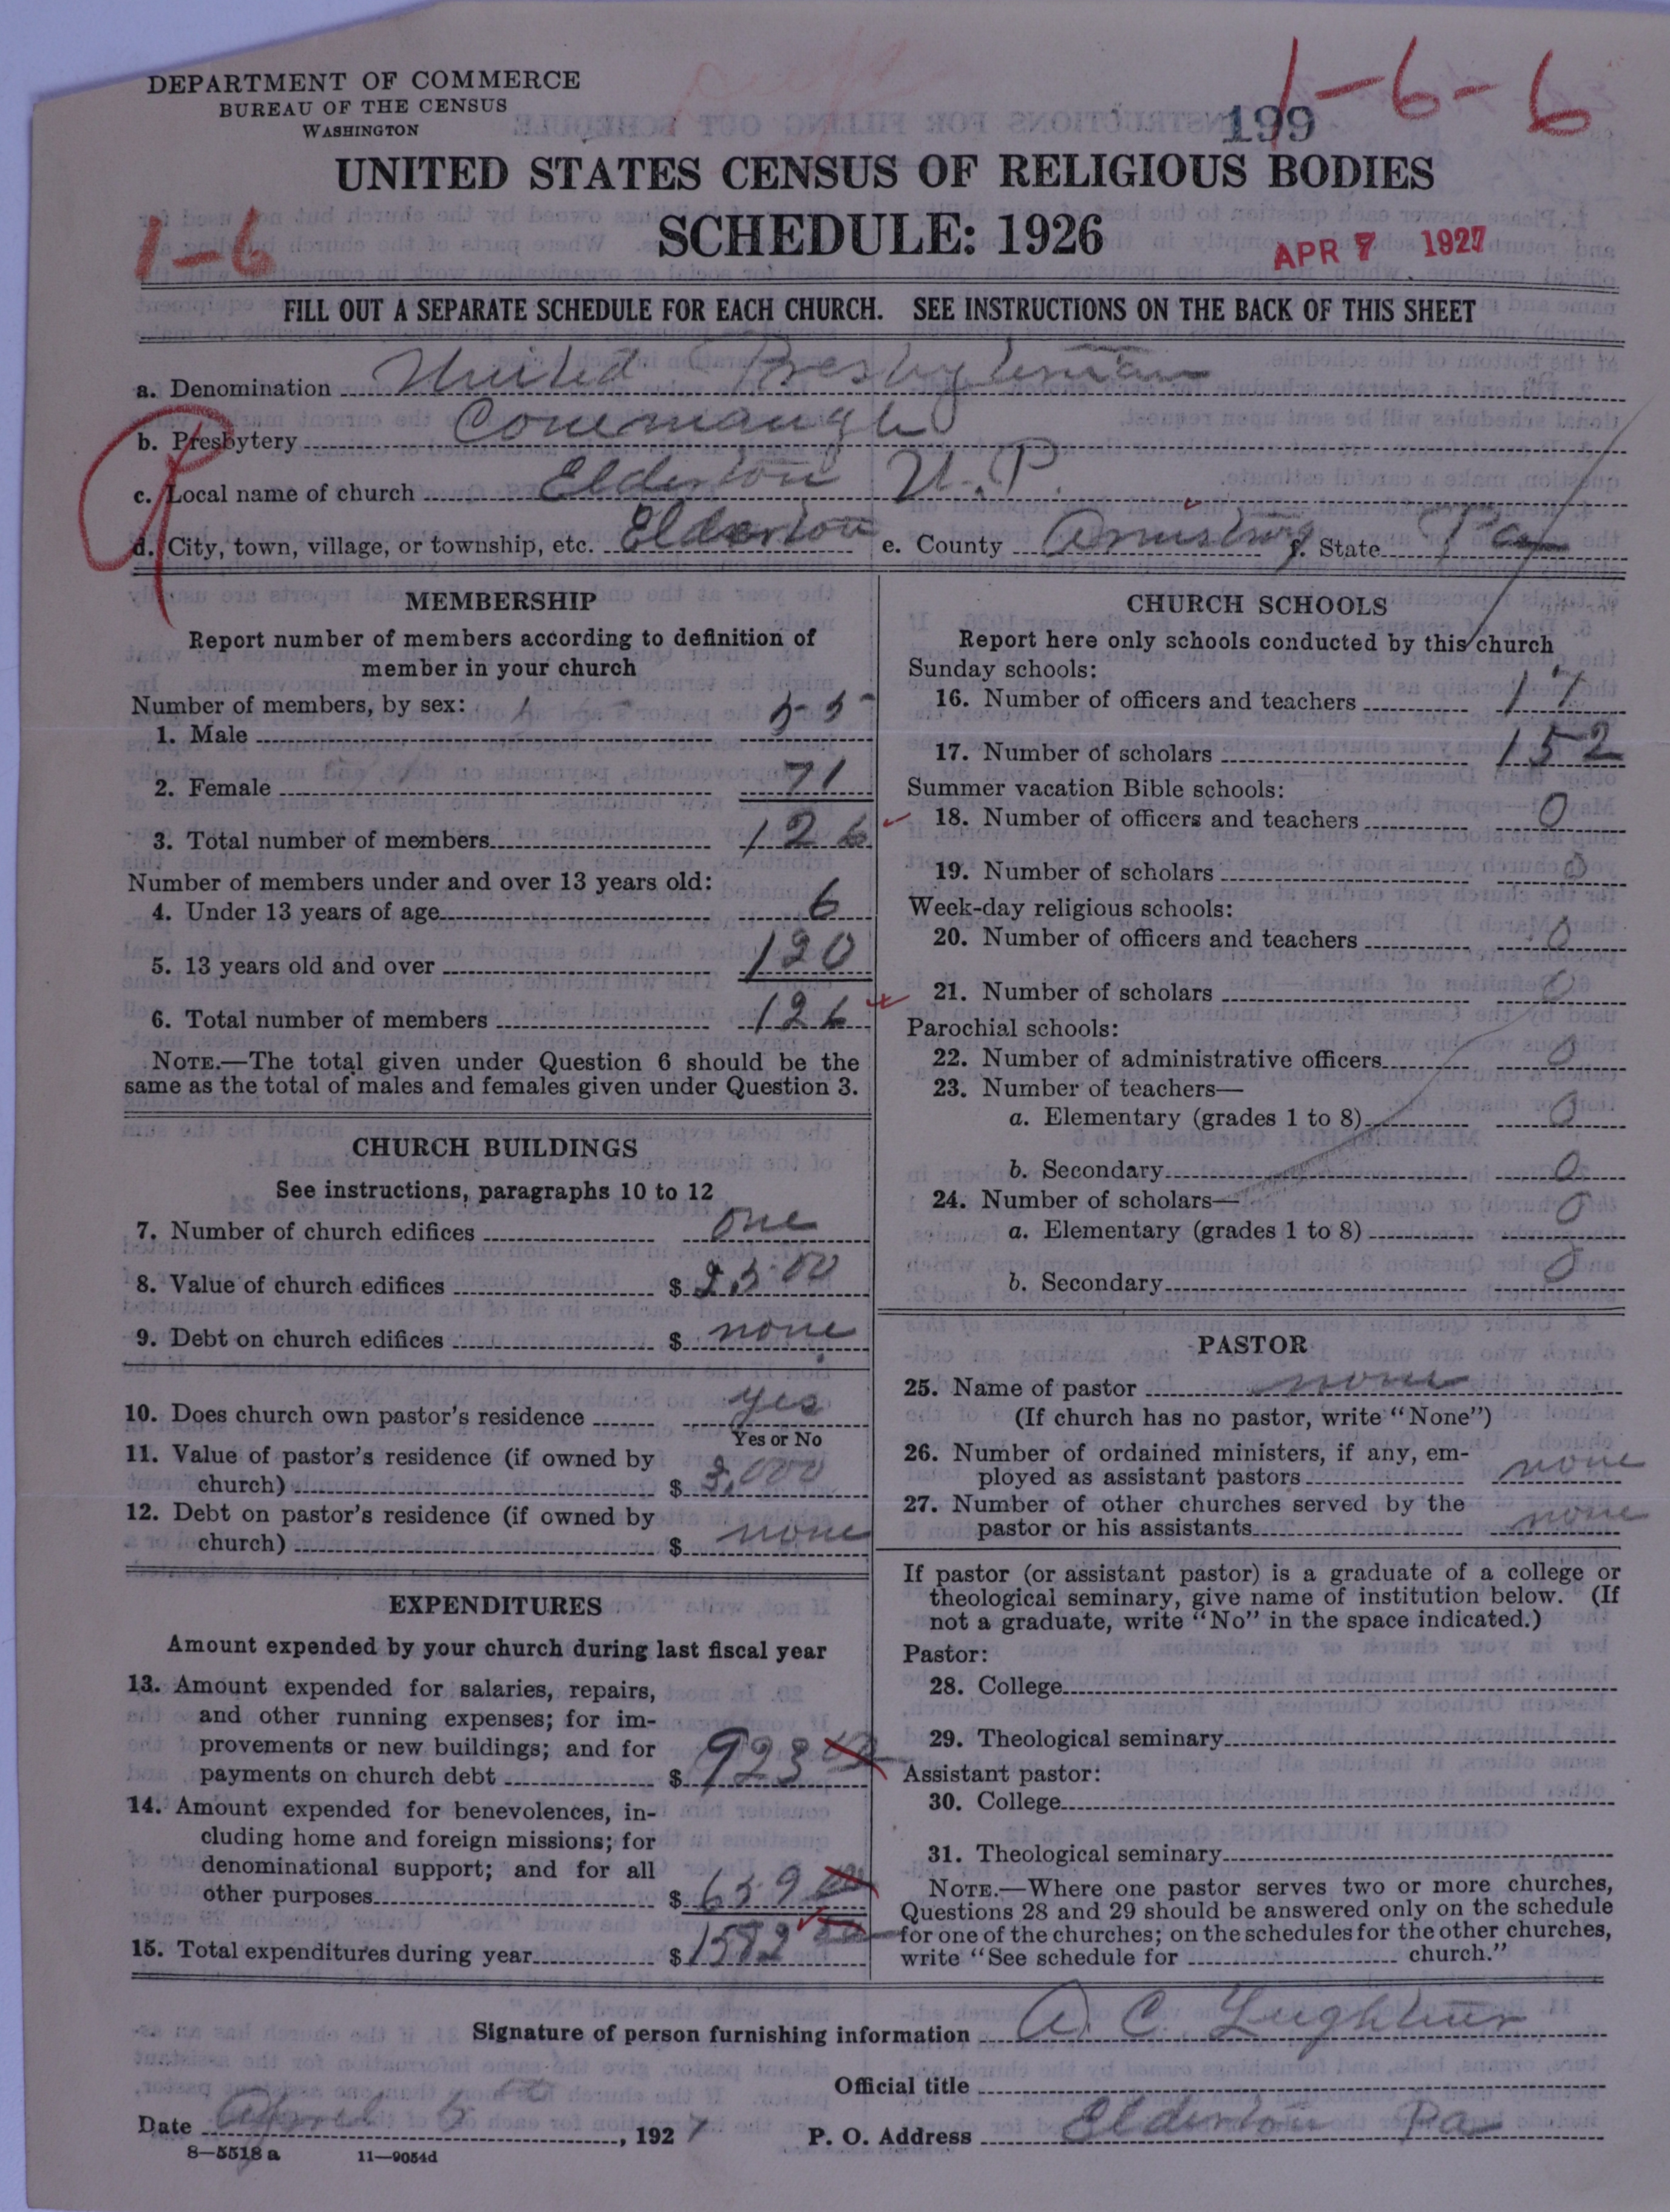 DEPARTMENT OF COMMERCE
BUREAU OF THE CENSUS
WASHINGTON
199
1-6-6
UNITED STATES CENSUS OF RELIGIOUS BODIES
SCHEDULE: 1926
1-6
APR 7 1927
FILL OUT A SEPARATE SCHEDULE FOR EACH CHURCH. SEE INSTRUCTIONS ON THE BACK OF THIS SHEET
a. Denomination United Presbyterian
b. Presbytery Conemaugh
c. Local name of church Elderton U.P.
d. City, town, village, or township, etc. Elderton e. County Armstrong f. State Pa
MEMBERSHIP
Report number of members according to definition of
member in your church
Number of members, by sex:
1. Male 55
2. Female 71
3. Total number of members 126
Number of members under and over 13 years old:
4. Under 13 years of age 6
5. 13 years old and over 120
6. Total number of members 126
NOTE.—The total given under Question 6 should be the
same as the total of males and females given under Question 3.
CHURCH BUILDINGS
See instructions, paragraphs 10 to 12
7. Number of church edifices one
8. Value of church edifices $ 2500
9. Debt on church edifices $ none
10. Does church own pastor's residence yes
Yes or No
11. Value of pastor's residence (if owned by
church) $ 3,000
12. Debt on pastor's residence (if owned by
church) $ none
EXPENDITURES
Amount expended by your church during last fiscal year
13. Amount expended for salaries, repairs,
and other running expenses; for im-
provements or new buildings; and for
payments on church debt $ 923
14. Amount expended for benevolences, in-
cluding home and foreign missions; for
denominational support; and for all
other purposes $ 659 00
15. Total expenditures during year $ 1582
CHURCH SCHOOLS
Report here only schools conducted by this church
Sunday schools:
16. Number of officers and teachers 17
17. Number of scholars 152
Summer vacation Bible schools:
18. Number of officers and teachers 0
19. Number of scholars 0
Week-day religious schools:
20. Number of officers and teachers 0
21. Number of scholars 0
Parochial schools:
22. Number of administrative officers 0
23. Number of teachers—
a. Elementary (grades 1 to 8) 0
b. Secondary 0
24. Number of scholars—
a. Elementary (grades 1 to 8) 0
b. Secondary 0
PASTOR
25. Name of pastor none
(If church has no pastor, write "None")
26. Number of ordained ministers, if any, em-
ployed as assistant pastors none
27. Number of other churches served by the
pastor or his assistants none
If pastor (or assistant pastor) is a graduate of a college or
theological seminary, give name of institution below. (If
not a graduate, write "No" in the space indicated.)
Pastor:
28. College
29. Theological seminary
Assistant pastor:
30. College
31. Theological seminary
NOTE.—Where one pastor serves two or more churches,
Questions 28 and 29 should be answered only on the schedule
for one of the churches; on the schedules for the other churches,
write "See schedule for church."
Signature of person furnishing information A. C.
Official title
Date April 5, 1927
P. O. Address Elderton Pa
8—5518 a 11—9054d